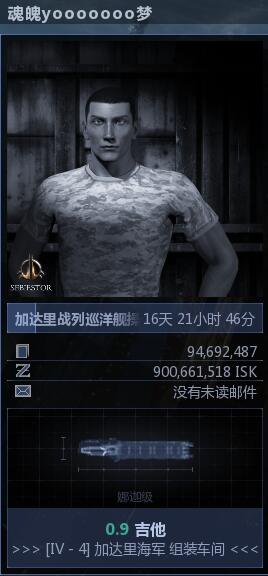 魂魄yooooooo梦
SEBIESTOR
加达里战列巡洋舰操 16天 21小时 46分
94,692,487
900,661,518 ISK
没有未读邮件
娜迦级
0.9 吉他
>>> [IV - 4] 加达里海军 组装车间 <<<